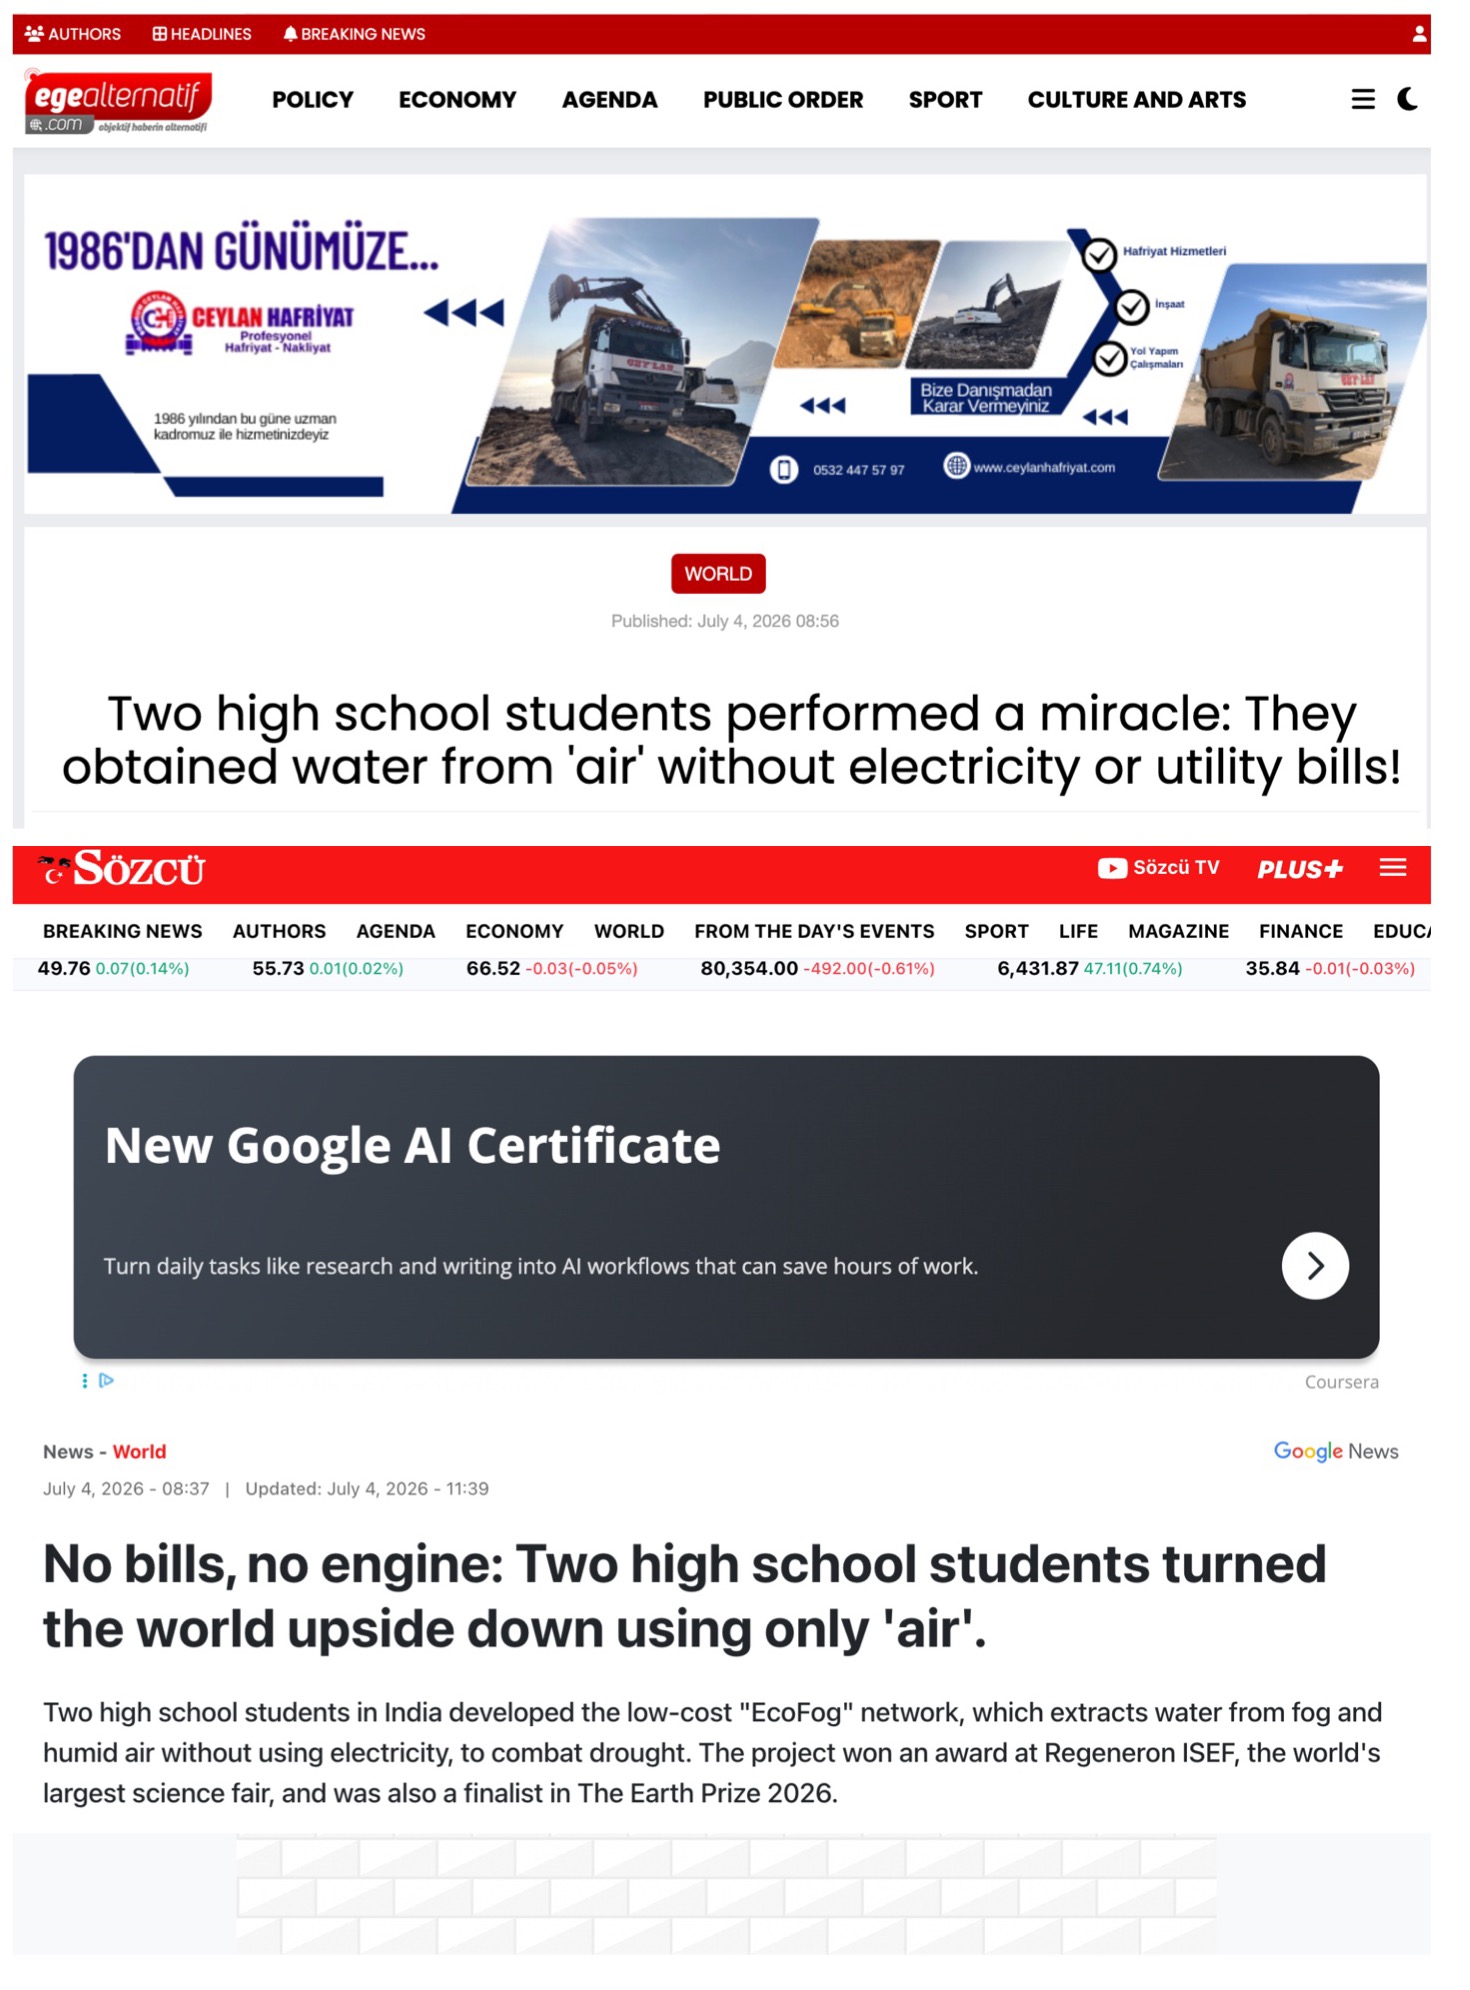 AUTHORS HEADLINES BREAKING NEWS
egealternatif
.com objektif haberin alternatifi
POLICY ECONOMY AGENDA PUBLIC ORDER SPORT CULTURE AND ARTS
1986'DAN GÜNÜMÜZE...
CEYLAN HAFRİYAT
Profesyonel
Hafriyat - Nakliyat
1986 yılından bu güne uzman
kadromuz ile hizmetinizdeyiz
Hafriyat Hizmetleri
İnşaat
Yol Yapım
Çalışmaları
Bize Danışmadan
Karar Vermeyiniz
0532 447 57 97 www.ceylanhafriyat.com
WORLD
Published: July 4, 2026 08:56
Two high school students performed a miracle: They
obtained water from 'air' without electricity or utility bills!
SÖZCÜ Sözcü TV PLUS+
BREAKING NEWS AUTHORS AGENDA ECONOMY WORLD FROM THE DAY'S EVENTS SPORT LIFE MAGAZINE FINANCE EDUCA
49.76 0.07(0.14%) 55.73 0.01(0.02%) 66.52 -0.03(-0.05%) 80,354.00 -492.00(-0.61%) 6,431.87 47.11(0.74%) 35.84 -0.01(-0.03%)
New Google AI Certificate
Turn daily tasks like research and writing into AI workflows that can save hours of work.
Coursera
News - World Google News
July 4, 2026 - 08:37 | Updated: July 4, 2026 - 11:39
No bills, no engine: Two high school students turned
the world upside down using only 'air'.
Two high school students in India developed the low-cost "EcoFog" network, which extracts water from fog and
humid air without using electricity, to combat drought. The project won an award at Regeneron ISEF, the world's
largest science fair, and was also a finalist in The Earth Prize 2026.